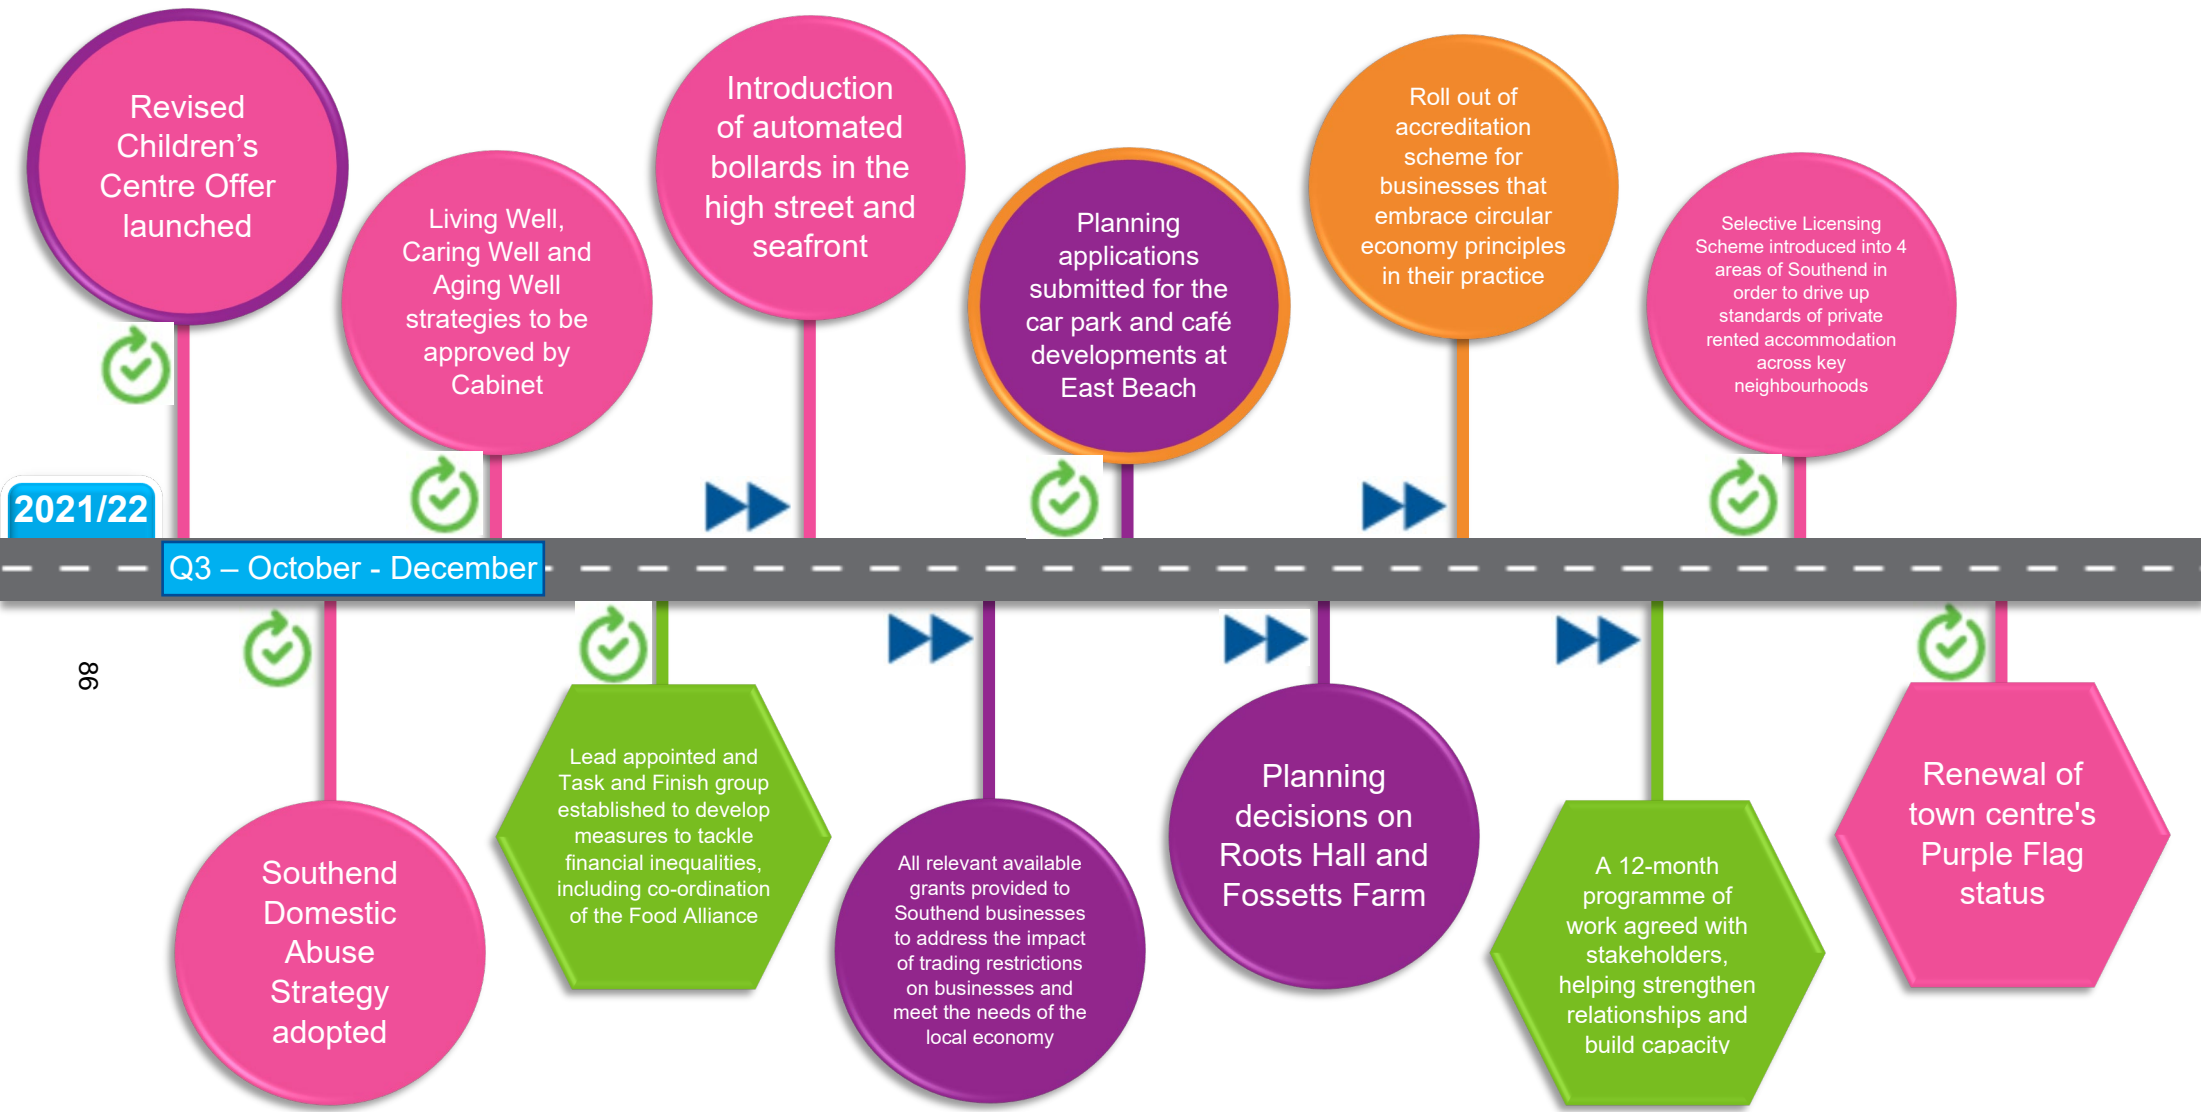 Revised
Children’s
Centre Offer
launched
Living Well,
Caring Well and
Aging Well
strategies to be
approved by
Cabinet
Introduction
of automated
bollards in the
high street and
seafront
Planning
applications
submitted for the
car park and café
developments at
East Beach
Roll out of
accreditation
scheme for
businesses that
embrace circular
economy principles
in their practice
Selective Licensing
Scheme introduced into 4
areas of Southend in
order to drive up
standards of private
rented accommodation
across key
neighbourhoods
2021/22
Q3 – October - December
86
Southend
Domestic
Abuse
Strategy
adopted
Lead appointed and
Task and Finish group
established to develop
measures to tackle
financial inequalities,
including co-ordination
of the Food Alliance
All relevant available
grants provided to
Southend businesses
to address the impact
of trading restrictions
on businesses and
meet the needs of the
local economy
Planning
decisions on
Roots Hall and
Fossetts Farm
A 12-month
programme of
work agreed with
stakeholders,
helping strengthen
relationships and
build capacity
Renewal of
town centre's
Purple Flag
status